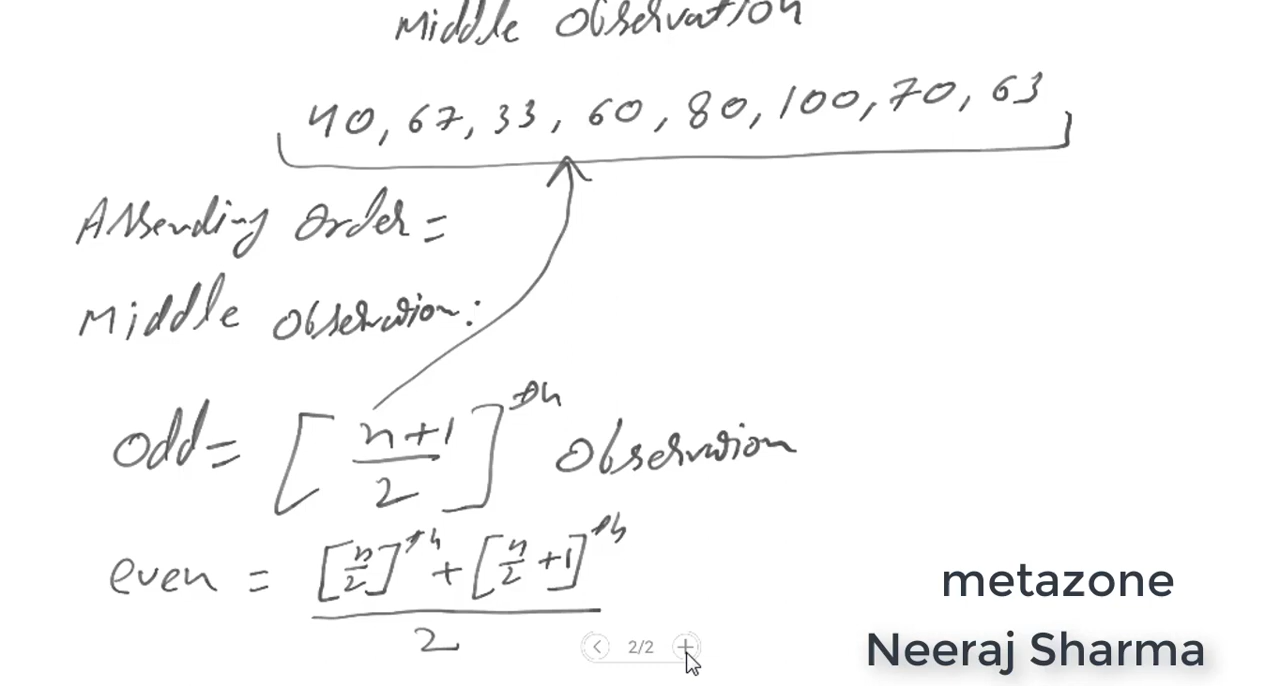 Middle Observation
40, 67, 33, 60, 80, 100, 70, 63
Assending Order =
Middle Observation:
odd = [n+1/2]th Observation
even = [n/2]th + [n/2 +1]th
2
2/2
metazone
Neeraj Sharma